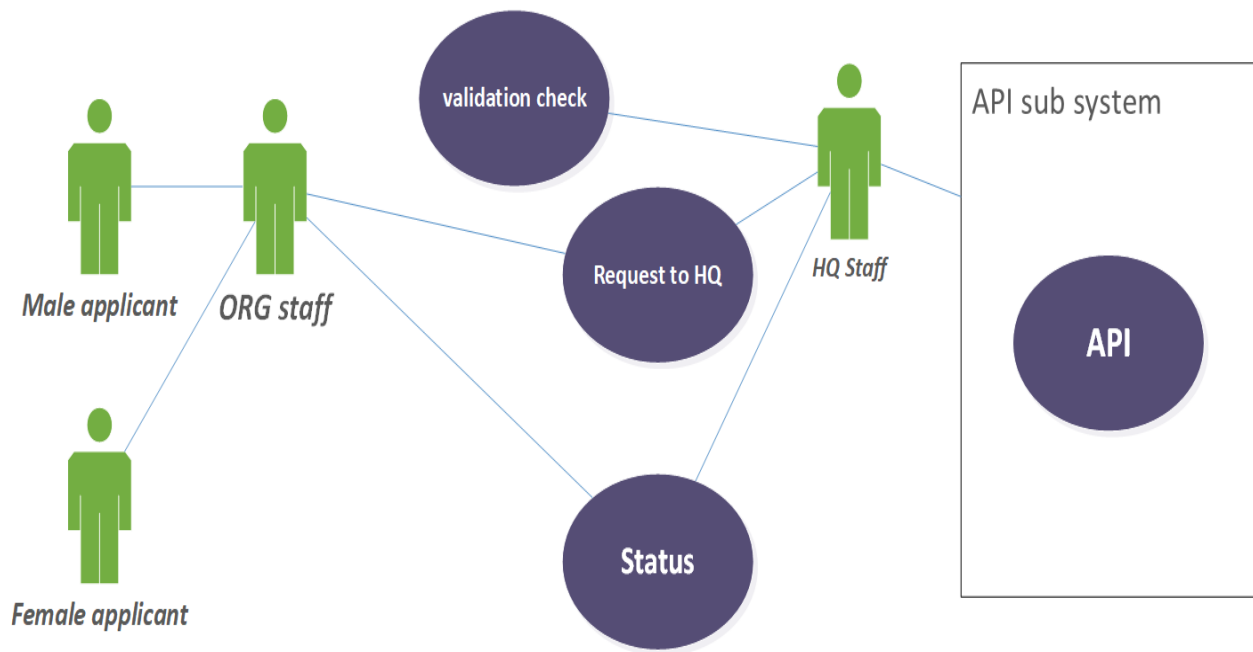 validation check
API sub system
Request to HQ
HQ Staff
Male applicant
ORG staff
API
Status
Female applicant